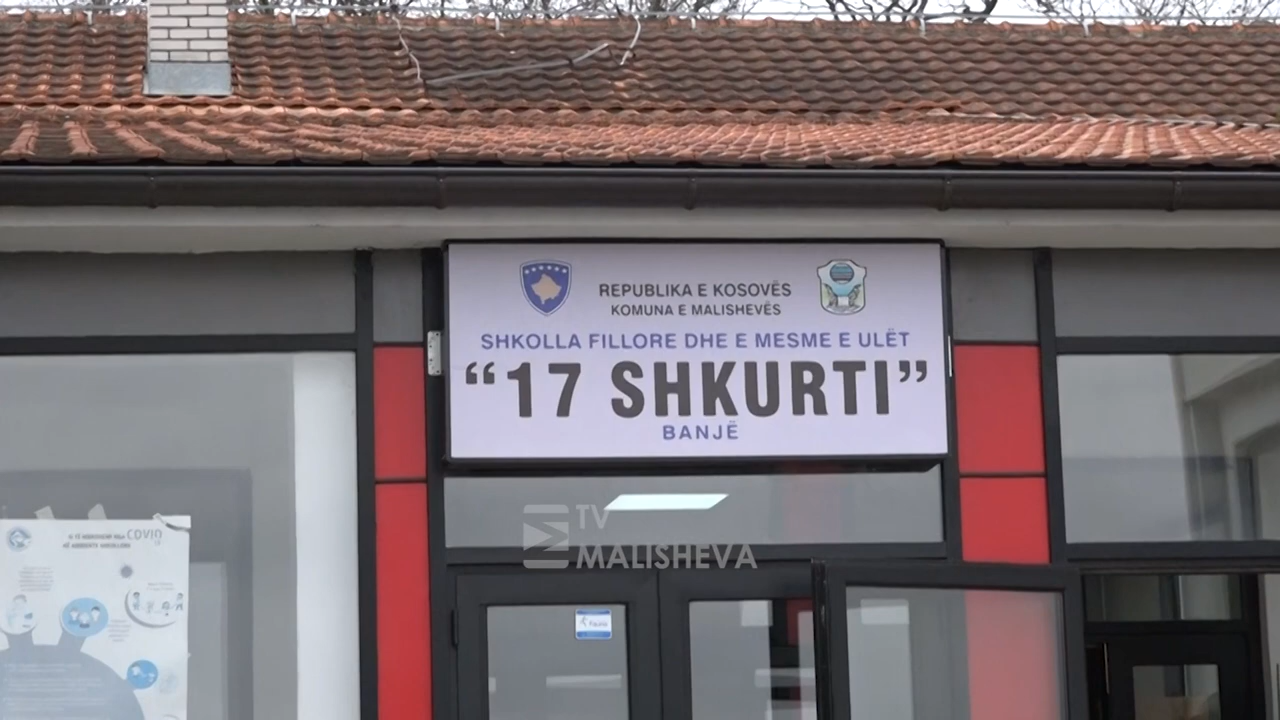 REPUBLIKA E KOSOVËS
KOMUNA E MALISHEVËS
SHKOLLA FILLORE DHE E MESME E ULËT
“17 SHKURTI”
BANJË
TV
MALISHEVA
COVID